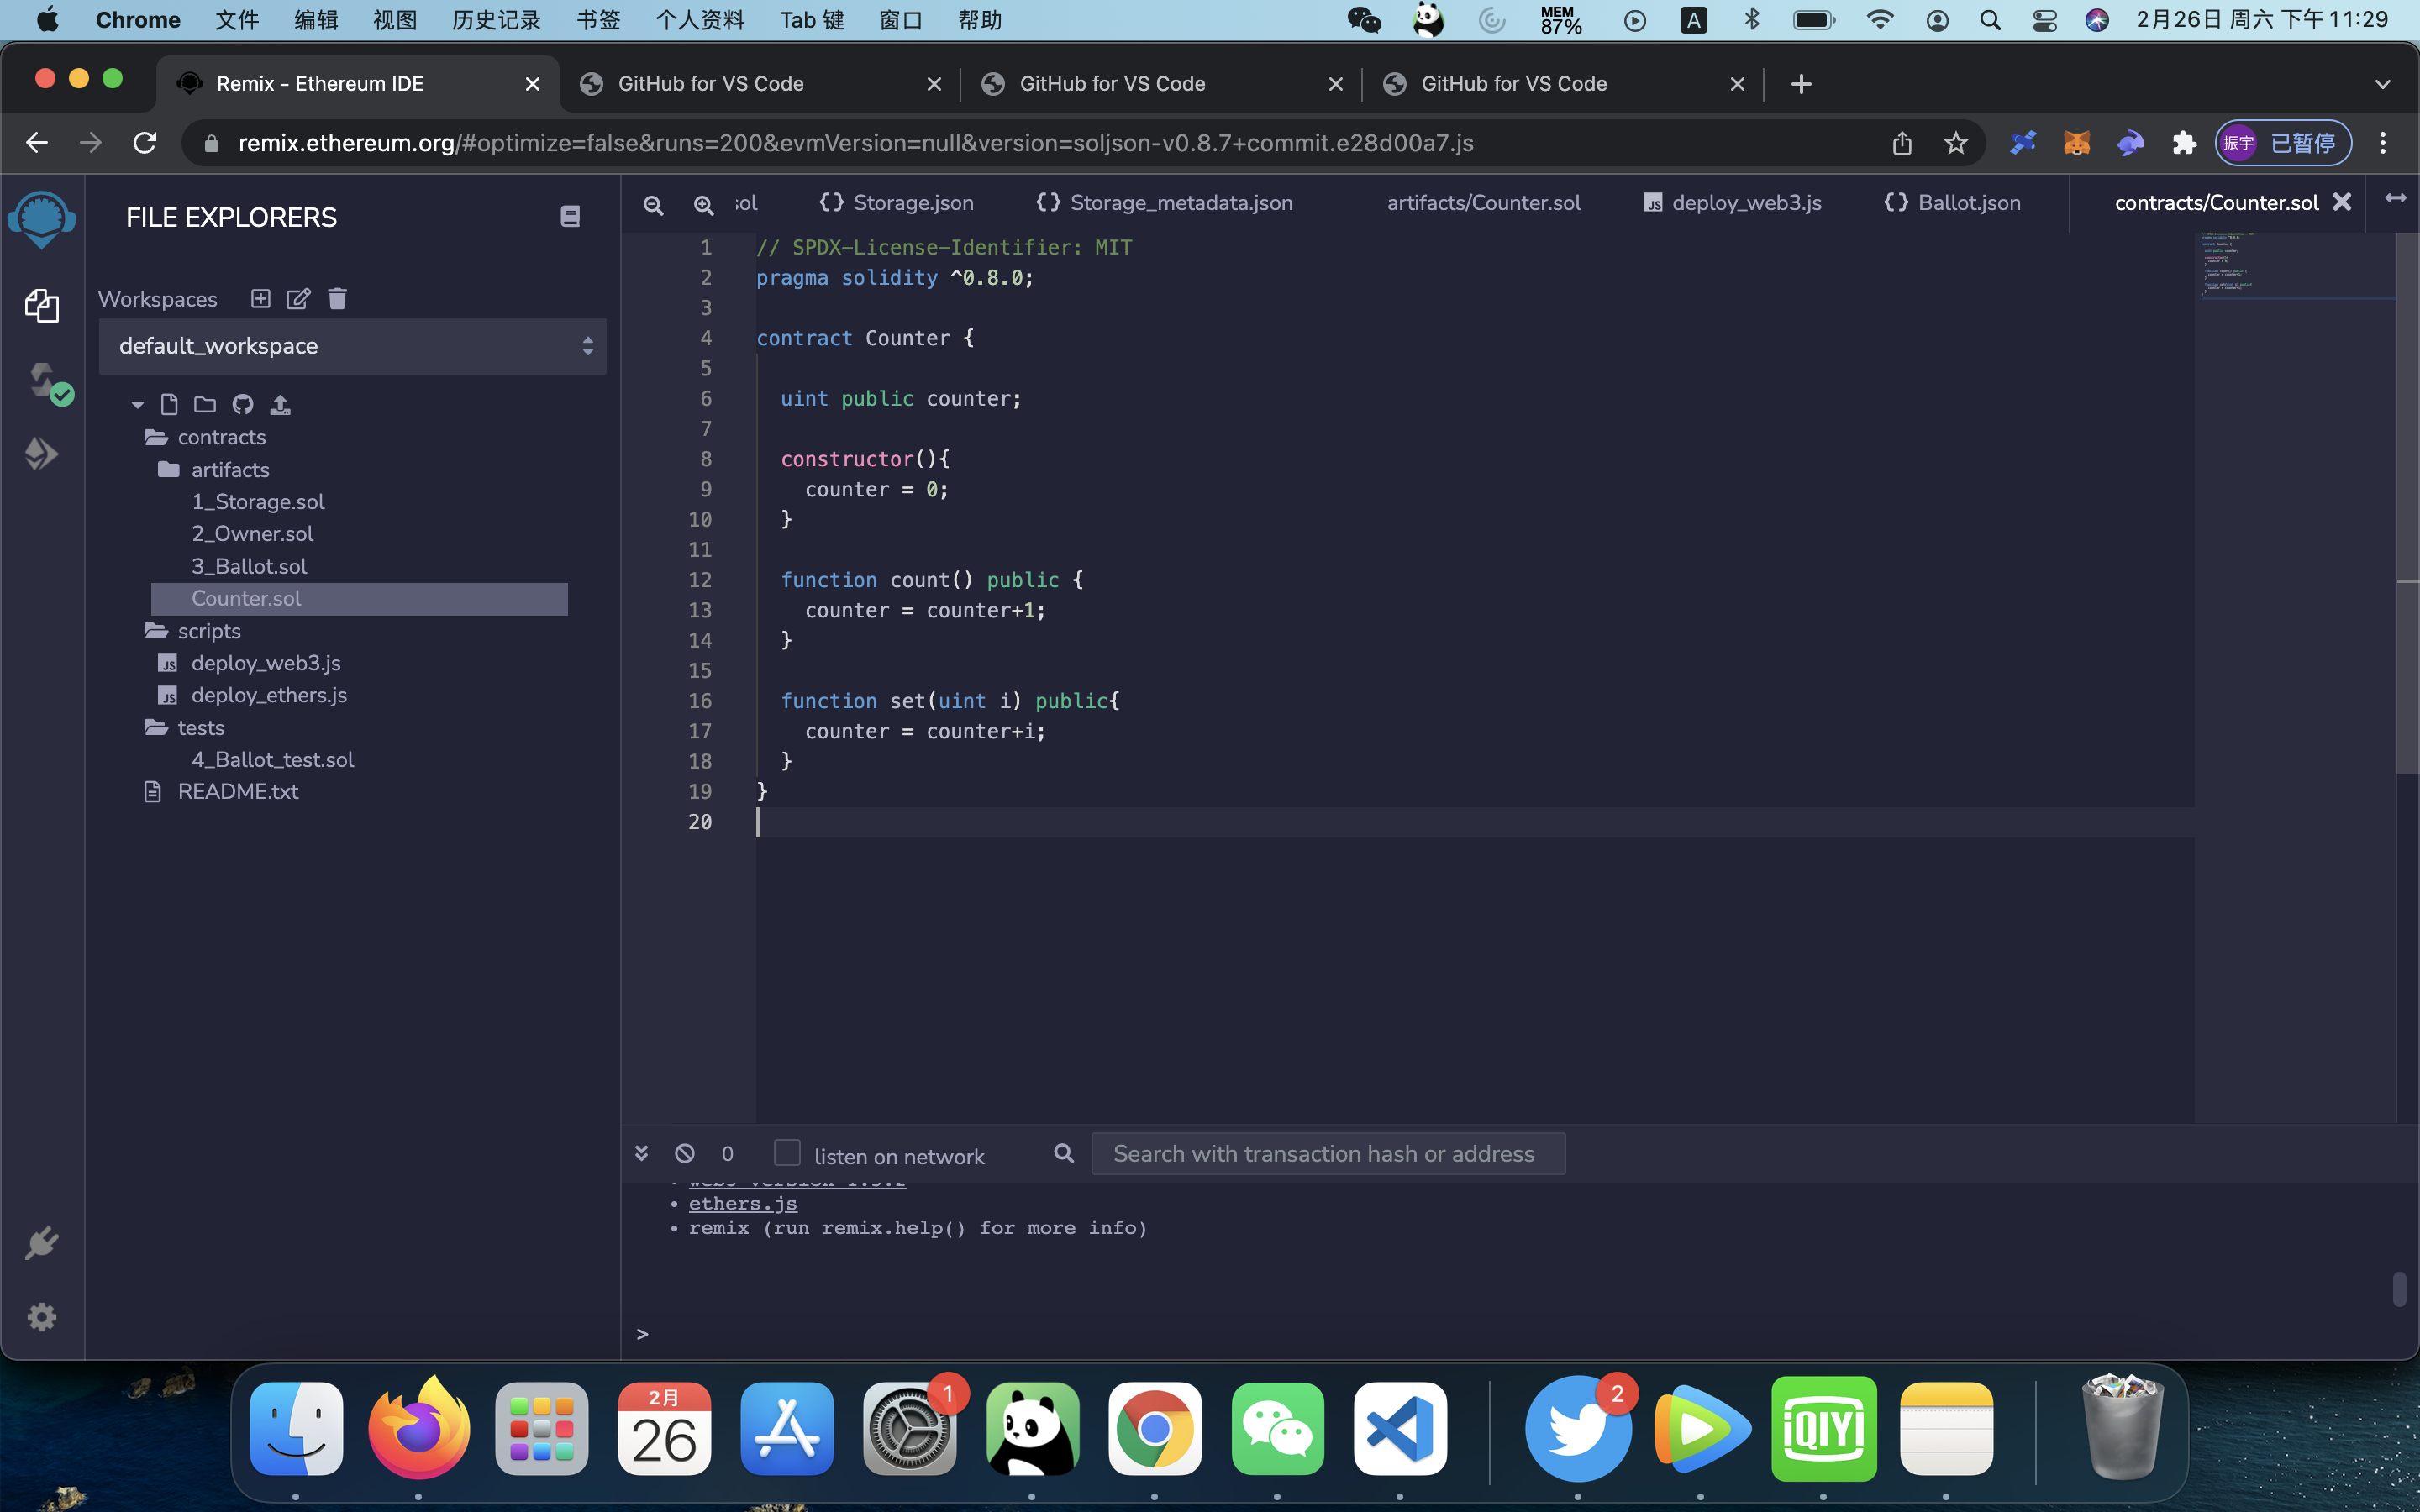 Chrome 文件 编辑 视图 历史记录 书签 个人资料 Tab 键 窗口 帮助 MEM 87% A 2月26日 周六 下午 11:29
Remix - Ethereum IDE GitHub for VS Code GitHub for VS Code GitHub for VS Code
remix.ethereum.org/#optimize=false&runs=200&evmVersion=null&version=soljson-v0.8.7+commit.e28d00a7.js 振宇 已暂停
FILE EXPLORERS
Workspaces
default_workspace
contracts
artifacts
1_Storage.sol
2_Owner.sol
3_Ballot.sol
Counter.sol
scripts
JS deploy_web3.js
JS deploy_ethers.js
tests
4_Ballot_test.sol
README.txt
sol {} Storage.json {} Storage_metadata.json artifacts/Counter.sol JS deploy_web3.js {} Ballot.json contracts/Counter.sol
1 // SPDX-License-Identifier: MIT
2 pragma solidity ^0.8.0;
3
4 contract Counter {
5
6 uint public counter;
7
8 constructor(){
9 counter = 0;
10 }
11
12 function count() public {
13 counter = counter+1;
14 }
15
16 function set(uint i) public{
17 counter = counter+i;
18 }
19 }
20
0 listen on network Search with transaction hash or address
• web3 version 1.5.2
• ethers.js
• remix (run remix.help() for more info)
>
2月
26
1
2
iQIYI